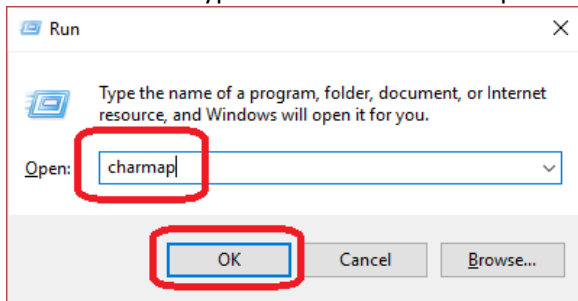 Run
Type the name of a program, folder, document, or Internet
resource, and Windows will open it for you.
Open: charmap
OK Cancel Browse...